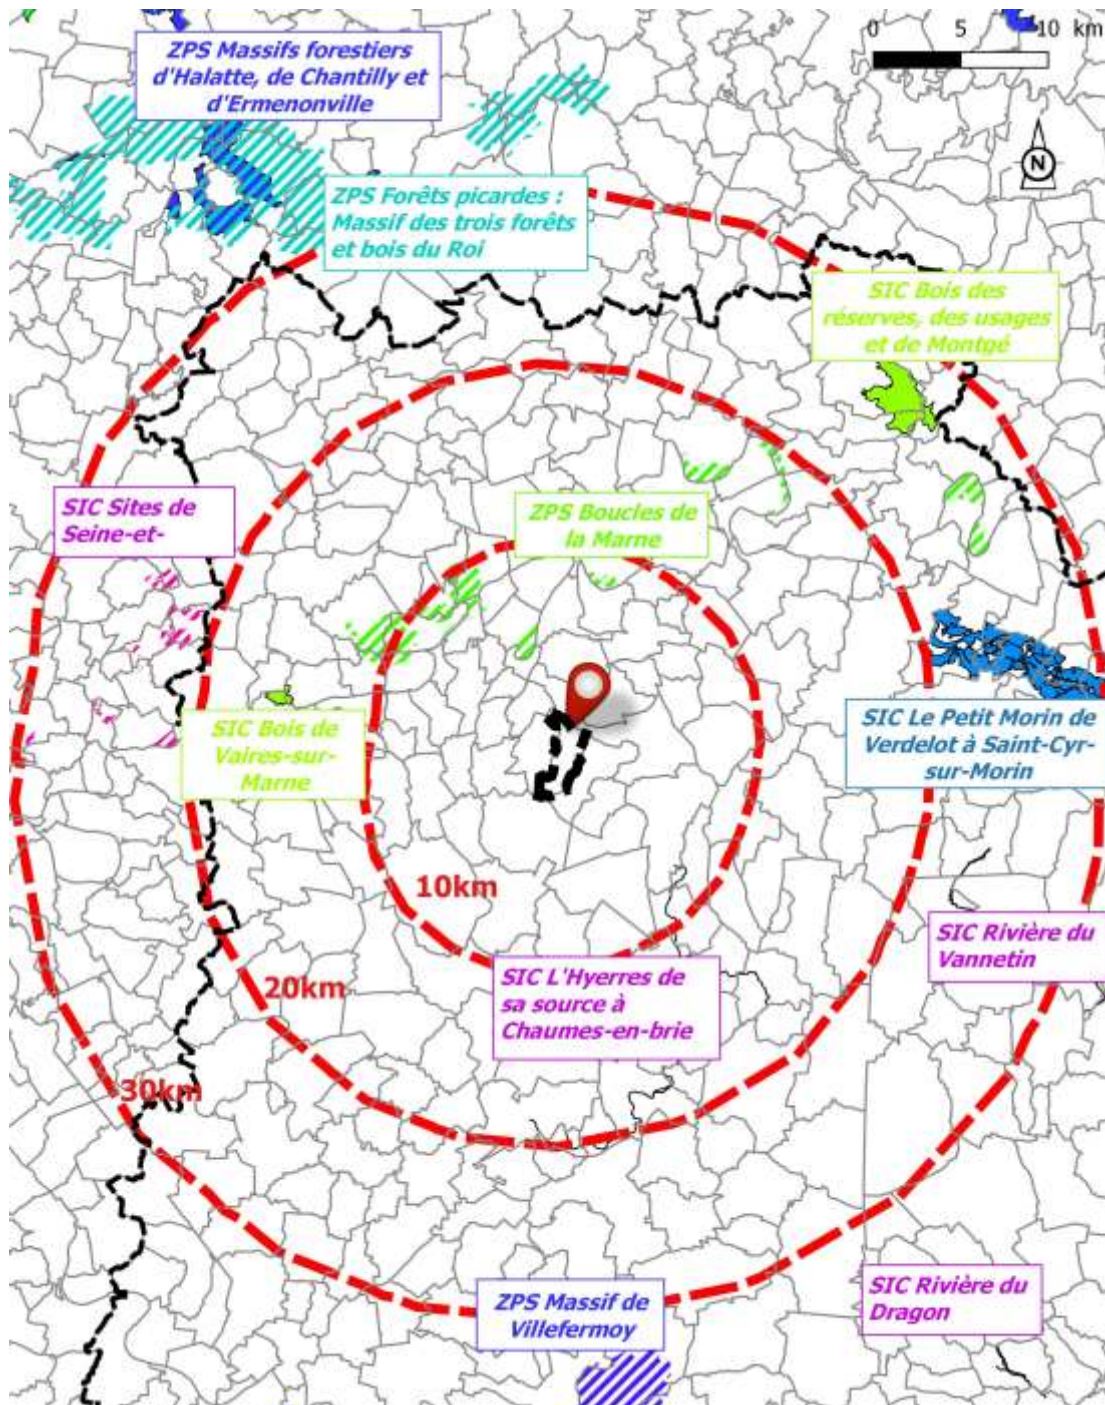 0 5 10 km
ZPS Massifs forestiers
d'Halatte, de Chantilly et
d'Ermenonville
N
ZPS Forêts picardes :
Massif des trois forêts
et bois du Roi
SIC Bois des
réserves, des usages
et de Montgé
SIC Sites de
Seine-et-
ZPS Boucles de
la Marne
SIC Bois de
Vaires-sur-
Marne
SIC Le Petit Morin de
Verdelot à Saint-Cyr-
sur-Morin
10km
SIC Rivière du
Vannetin
SIC L'Hyerres de
sa source à
Chaumes-en-brie
20km
30km
SIC Rivière du
Dragon
ZPS Massif de
Villefermoy